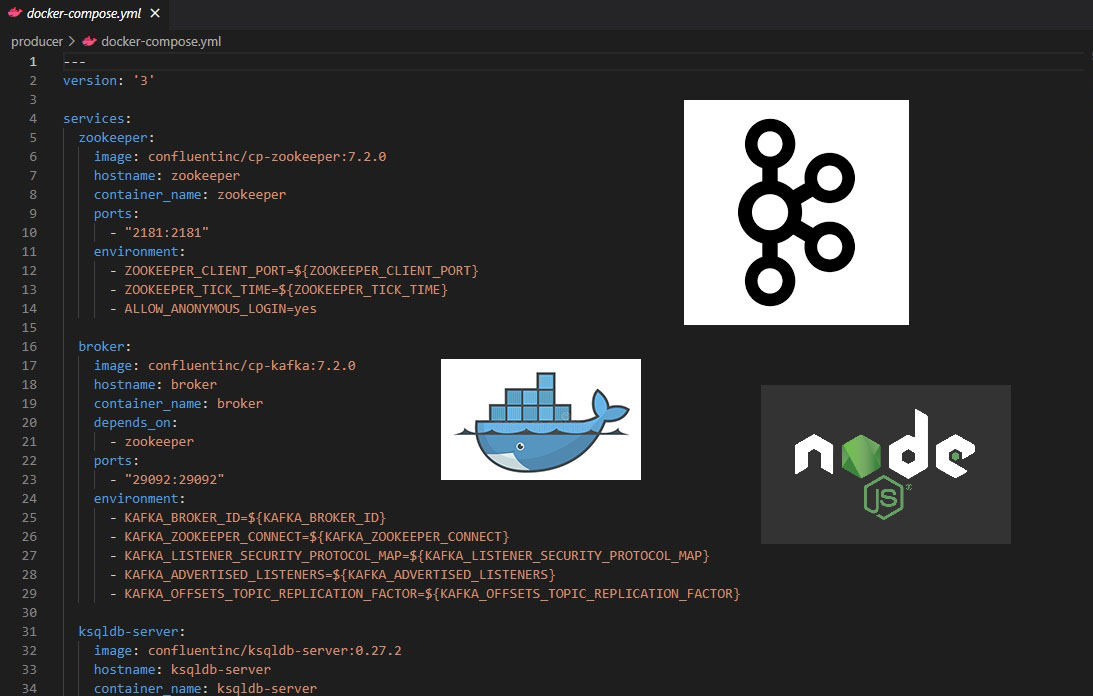 docker-compose.yml ×
producer > docker-compose.yml
1 ---
2 version: '3'
3
4 services:
5   zookeeper:
6     image: confluentinc/cp-zookeeper:7.2.0
7     hostname: zookeeper
8     container_name: zookeeper
9     ports:
10       - "2181:2181"
11     environment:
12       - ZOOKEEPER_CLIENT_PORT=${ZOOKEEPER_CLIENT_PORT}
13       - ZOOKEEPER_TICK_TIME=${ZOOKEEPER_TICK_TIME}
14       - ALLOW_ANONYMOUS_LOGIN=yes
15
16   broker:
17     image: confluentinc/cp-kafka:7.2.0
18     hostname: broker
19     container_name: broker
20     depends_on:
21       - zookeeper
22     ports:
23       - "29092:29092"
24     environment:
25       - KAFKA_BROKER_ID=${KAFKA_BROKER_ID}
26       - KAFKA_ZOOKEEPER_CONNECT=${KAFKA_ZOOKEEPER_CONNECT}
27       - KAFKA_LISTENER_SECURITY_PROTOCOL_MAP=${KAFKA_LISTENER_SECURITY_PROTOCOL_MAP}
28       - KAFKA_ADVERTISED_LISTENERS=${KAFKA_ADVERTISED_LISTENERS}
29       - KAFKA_OFFSETS_TOPIC_REPLICATION_FACTOR=${KAFKA_OFFSETS_TOPIC_REPLICATION_FACTOR}
30
31   ksqldb-server:
32     image: confluentinc/ksqldb-server:0.27.2
33     hostname: ksqldb-server
34     container_name: ksqldb-server
node
JS